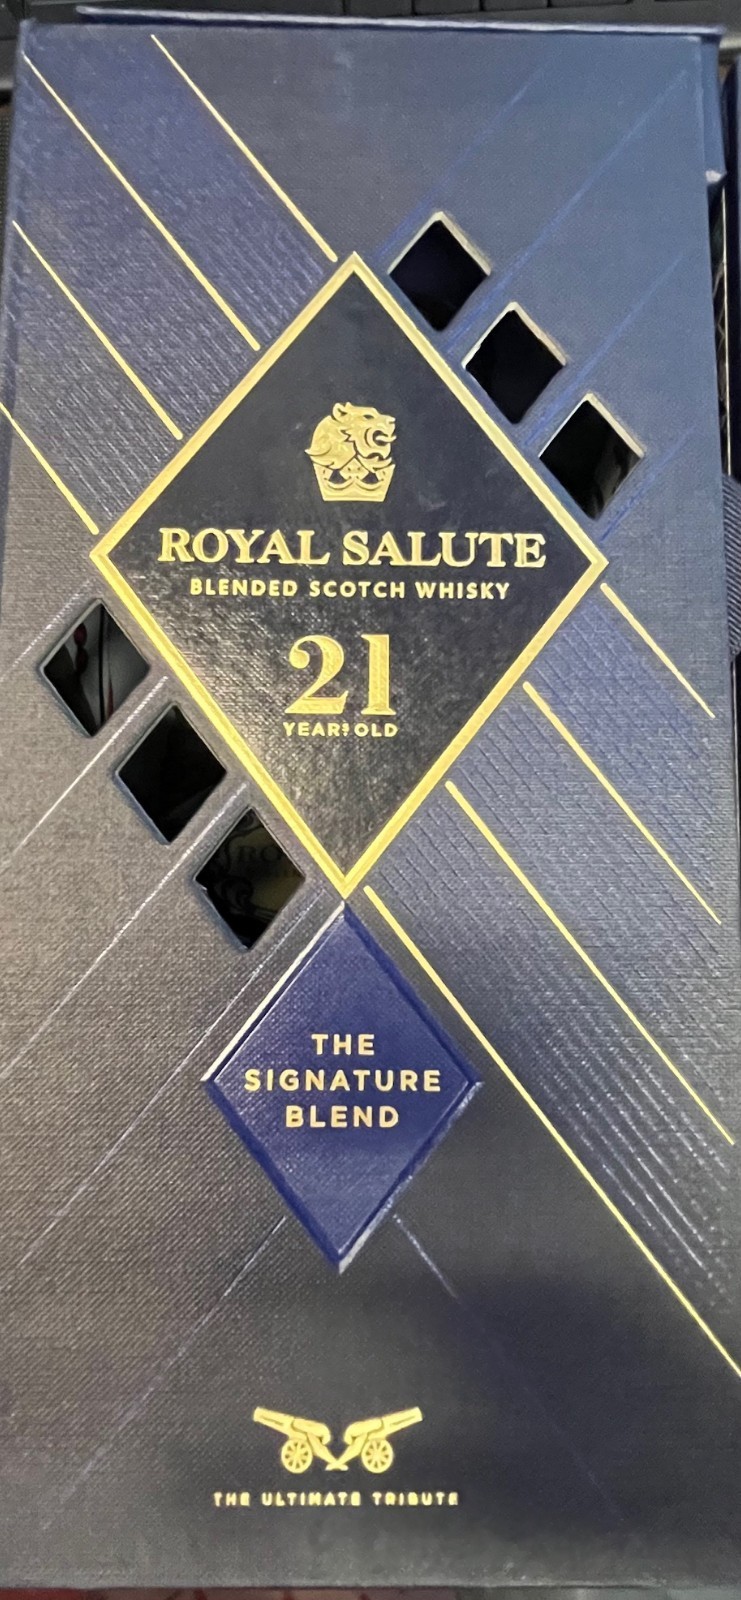 ROYAL SALUTE
BLENDED SCOTCH WHISKY
21
YEARS OLD
THE
SIGNATURE
BLEND
THE ULTIMATE TRIBUTE